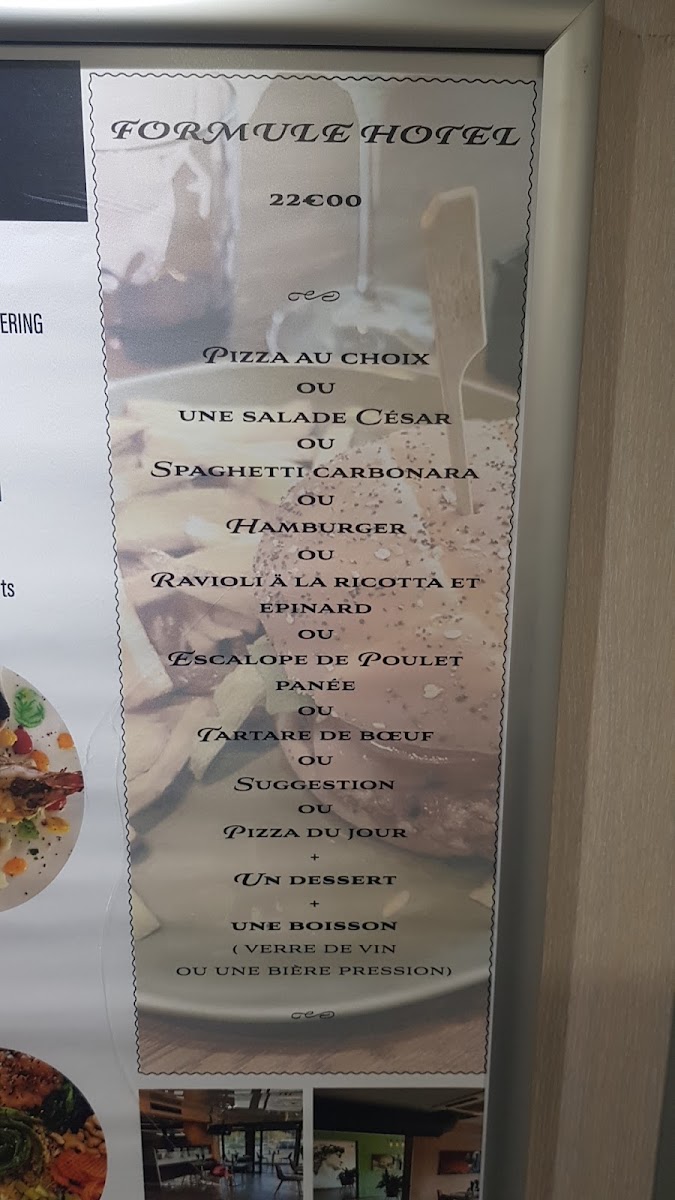 ERING
ts
FORMULE HOTEL
22€00
Pizza au choix
ou
une salade César
ou
Spaghetti carbonara
ou
Hamburger
ou
Ravioli ä la ricotta et
epinard
ou
Escalope de Poulet
panée
ou
Tartare de bœuf
ou
Suggestion
ou
Pizza du jour
+
Un dessert
+
une boisson
( verre de vin
ou une bière pression)